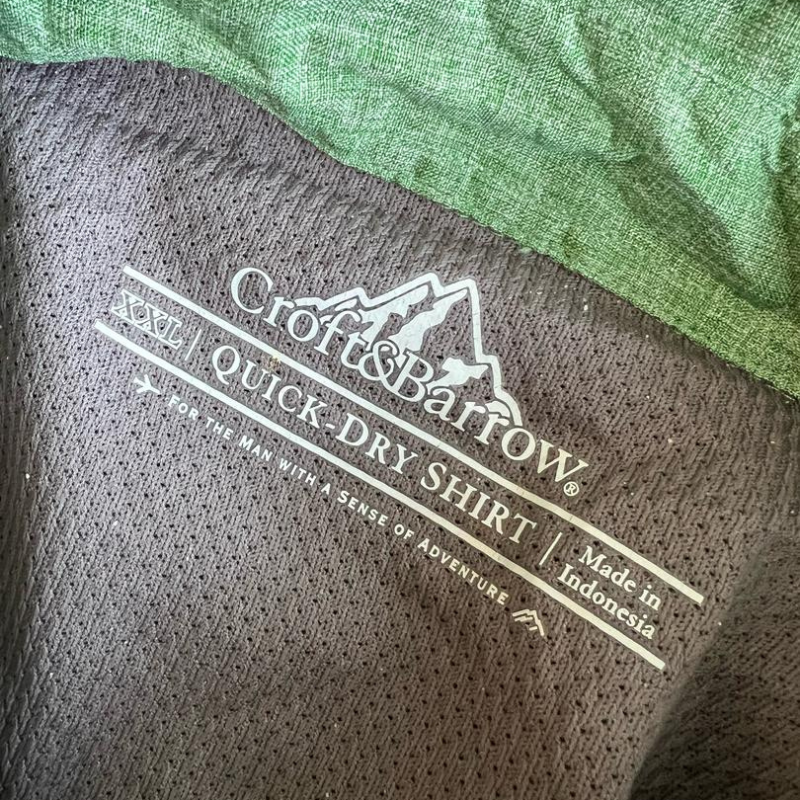 Croft&Barrow®
XXL | QUICK-DRY SHIRT | Made in
Indonesia
FOR THE MAN WITH A SENSE OF ADVENTURE